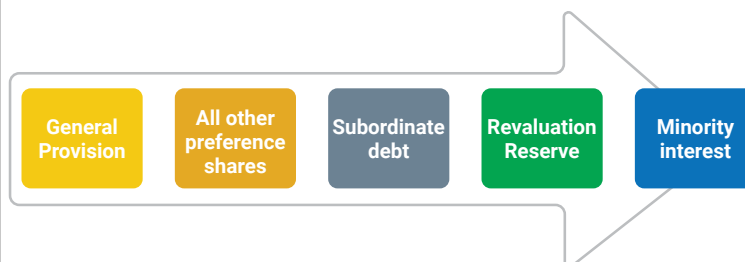 General
Provision
All other
preference
shares
Subordinate
debt
Revaluation
Reserve
Minority
interest